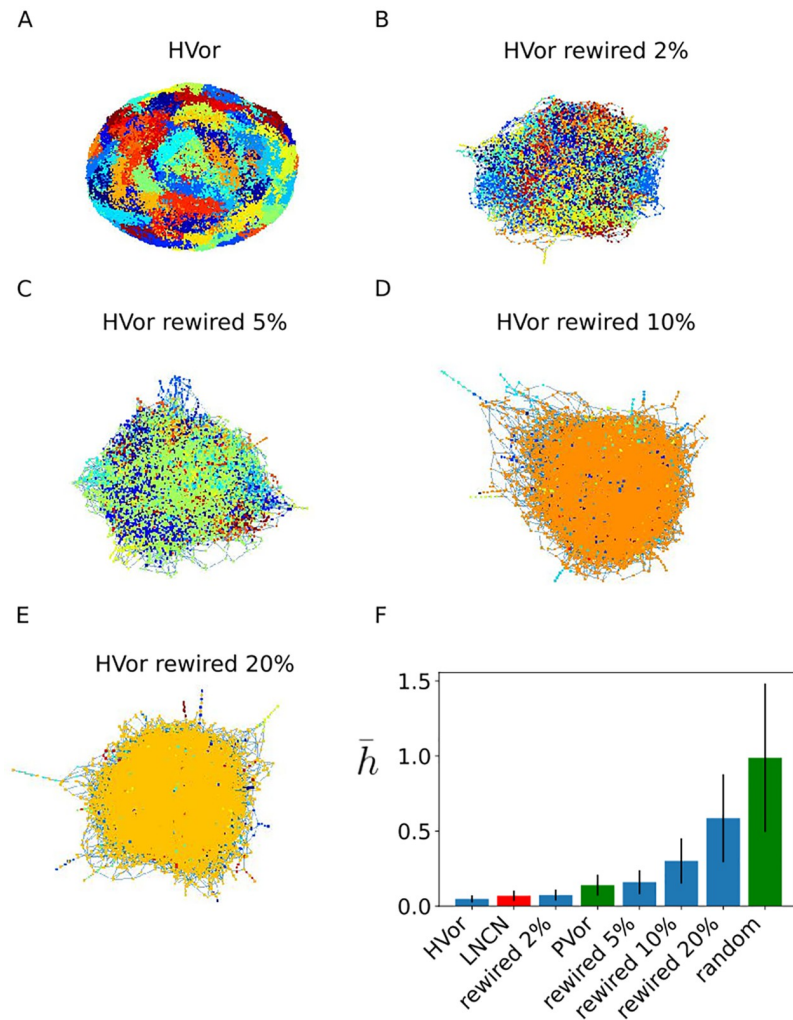 A
HVor
B
HVor rewired 2%
C
HVor rewired 5%
D
HVor rewired 10%
E
HVor rewired 20%
F
h̄
1.5
1.0
0.5
0.0
HVor
LNCN
rewired 2%
PVor
rewired 5%
rewired 10%
rewired 20%
random